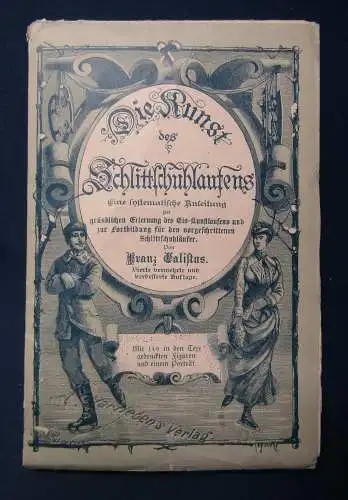 Die Kunst
des
Schlittschuhlaufens
Eine systematische Anleitung
zur
gründlichen Erlernung des Eis-Kunstlaufens und
zur Fortbildung für den vorgeschrittenen
Schlittschuhläufer.
Von
Franz Calistus.
Vierte vermehrte und
verbesserte Auflage.
Mit 149 in den Text
gedruckten Figuren
und einem Porträt.
Verlag